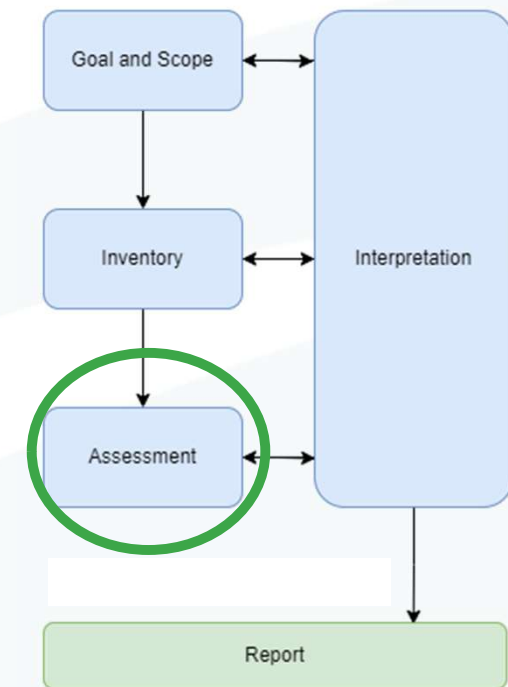 Goal and Scope
Inventory
Interpretation
Assessment
Report